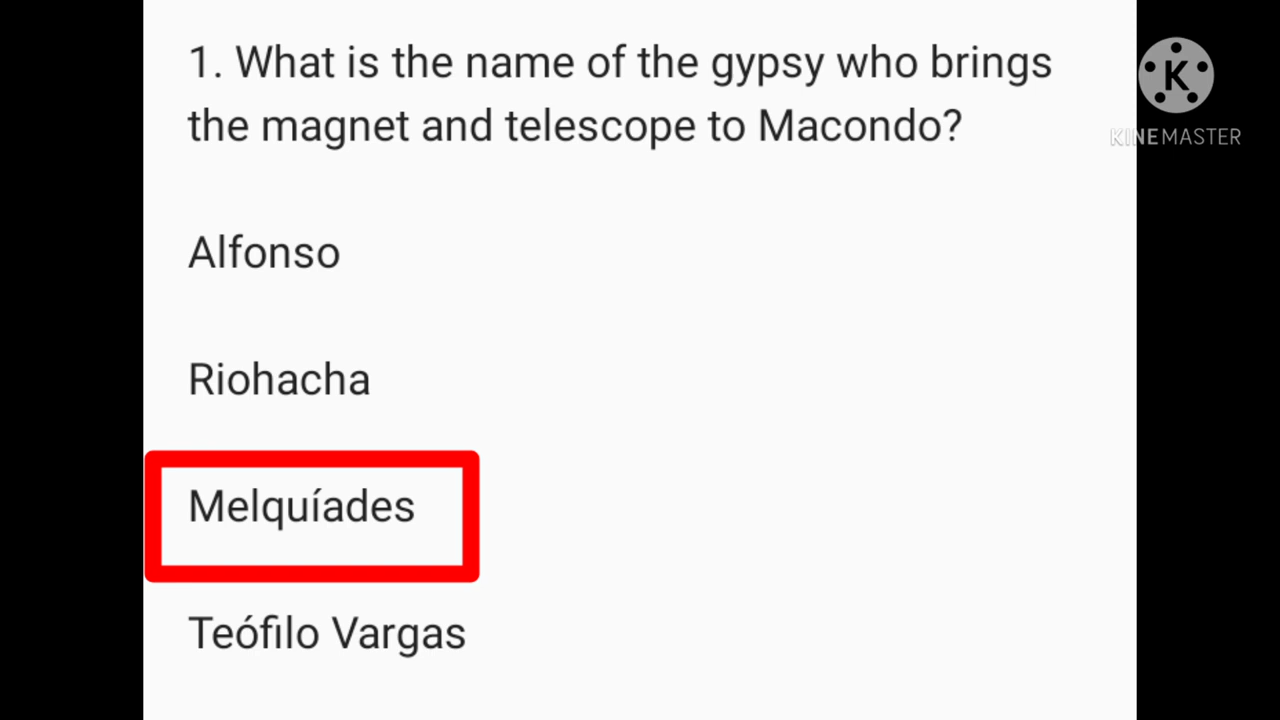 1. What is the name of the gypsy who brings
the magnet and telescope to Macondo?
K
KINEMASTER
Alfonso
Riohacha
Melquíades
Teófilo Vargas